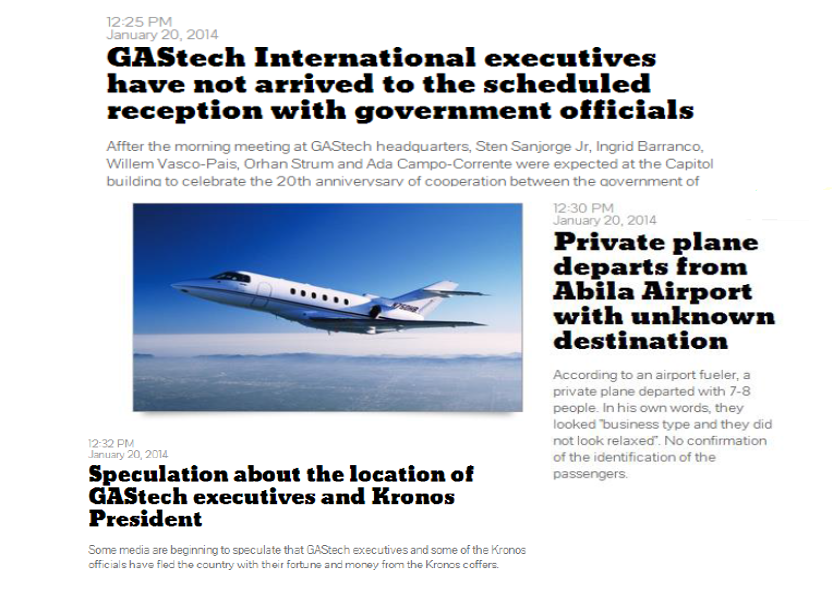 12:25 PM
January 20, 2014
GAStech International executives
have not arrived to the scheduled
reception with government officials
Affter the morning meeting at GAStech headquarters, Sten Sanjorge Jr, Ingrid Barranco,
Willem Vasco-Pais, Orhan Strum and Ada Campo-Corrente were expected at the Capitol
building to celebrate the 20th anniversary of cooperation between the government of
12:30 PM
January 20, 2014
Private plane
departs from
Abila Airport
with unknown
destination
According to an airport fueler, a
private plane departed with 7-8
people. In his own words, they
looked "business type and they did
not look relaxed". No confirmation
of the identification of the
passengers.
12:32 PM
January 20, 2014
Speculation about the location of
GAStech executives and Kronos
President
Some media are beginning to speculate that GAStech executives and some of the Kronos
officials have fled the country with their fortune and money from the Kronos coffers.